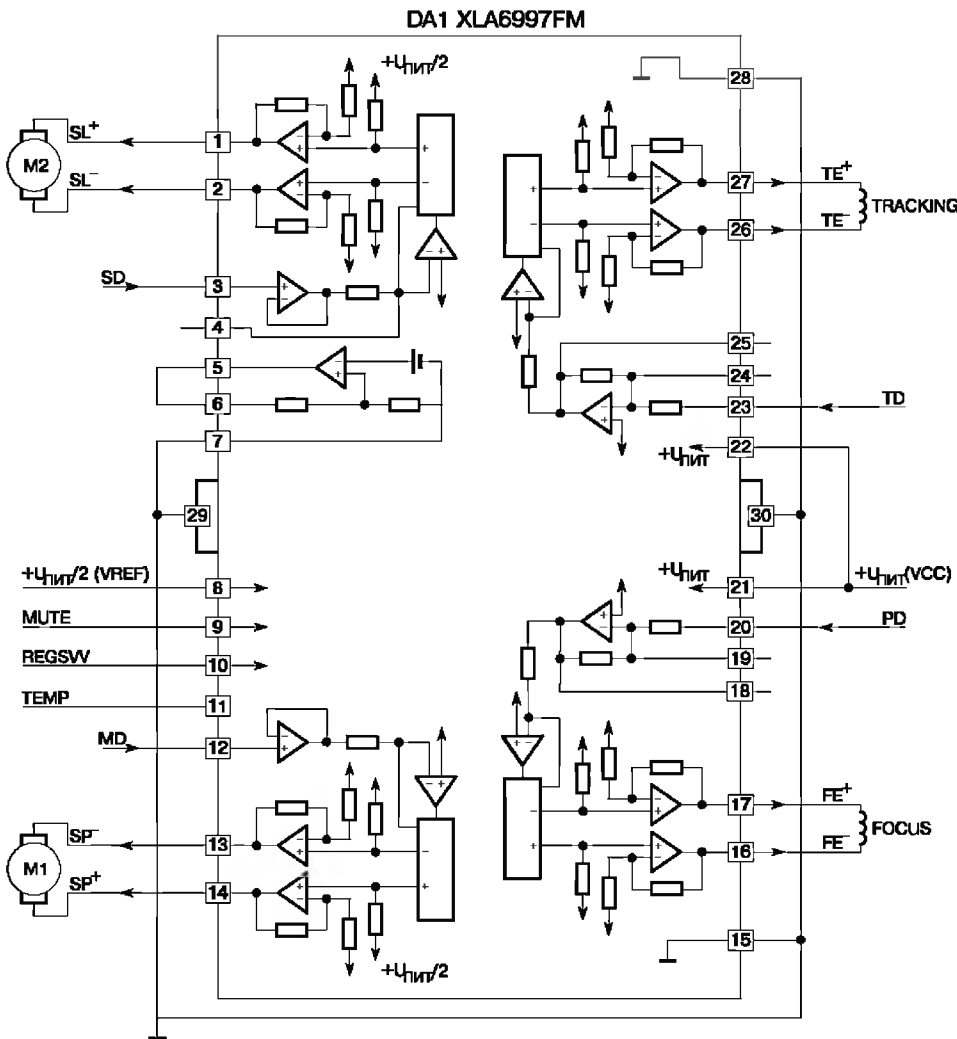 DA1 XLA6997FM
+UПИТ/2
28
SL+
1
M2
SL−
2
27
TE+
TRACKING
26
TE−
SD
3
4
5
6
7
25
24
23
TD
22
+UПИТ
29
30
+UПИТ/2 (VREF)
8
+UПИТ
21
+UПИТ(VCC)
MUTE
9
20
PD
REGSVV
10
19
TEMP
11
18
MD
12
17
FE+
FOCUS
16
FE−
SP−
13
M1
SP+
14
15
+UПИТ/2